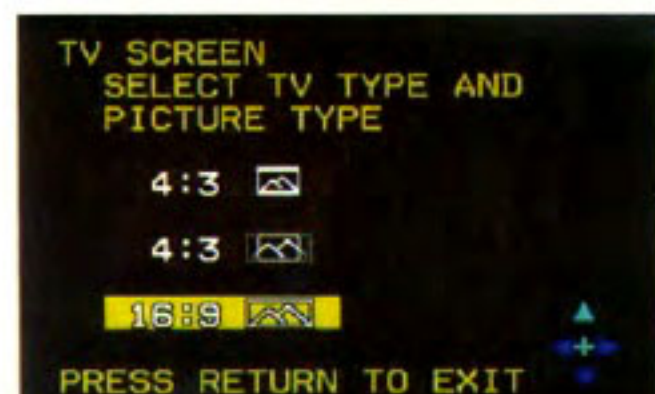 TV SCREEN
SELECT TV TYPE AND
PICTURE TYPE
4:3
4:3
16:9
PRESS RETURN TO EXIT